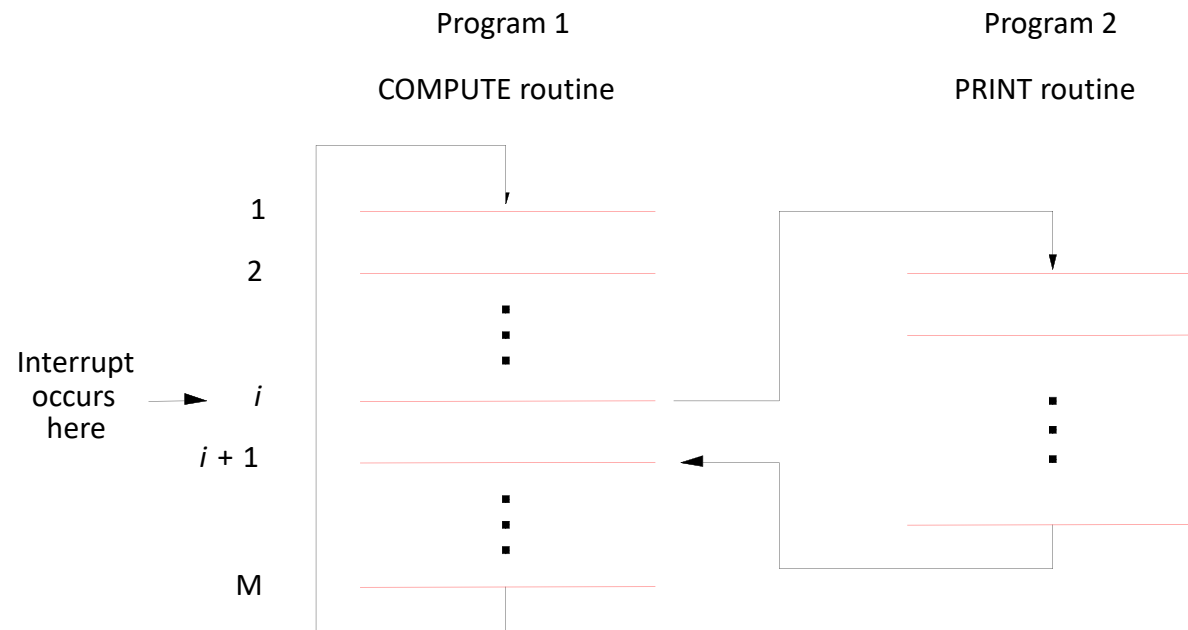 Program 1
Program 2
COMPUTE routine
PRINT routine
1
2
Interrupt
occurs
here
i
i + 1
M